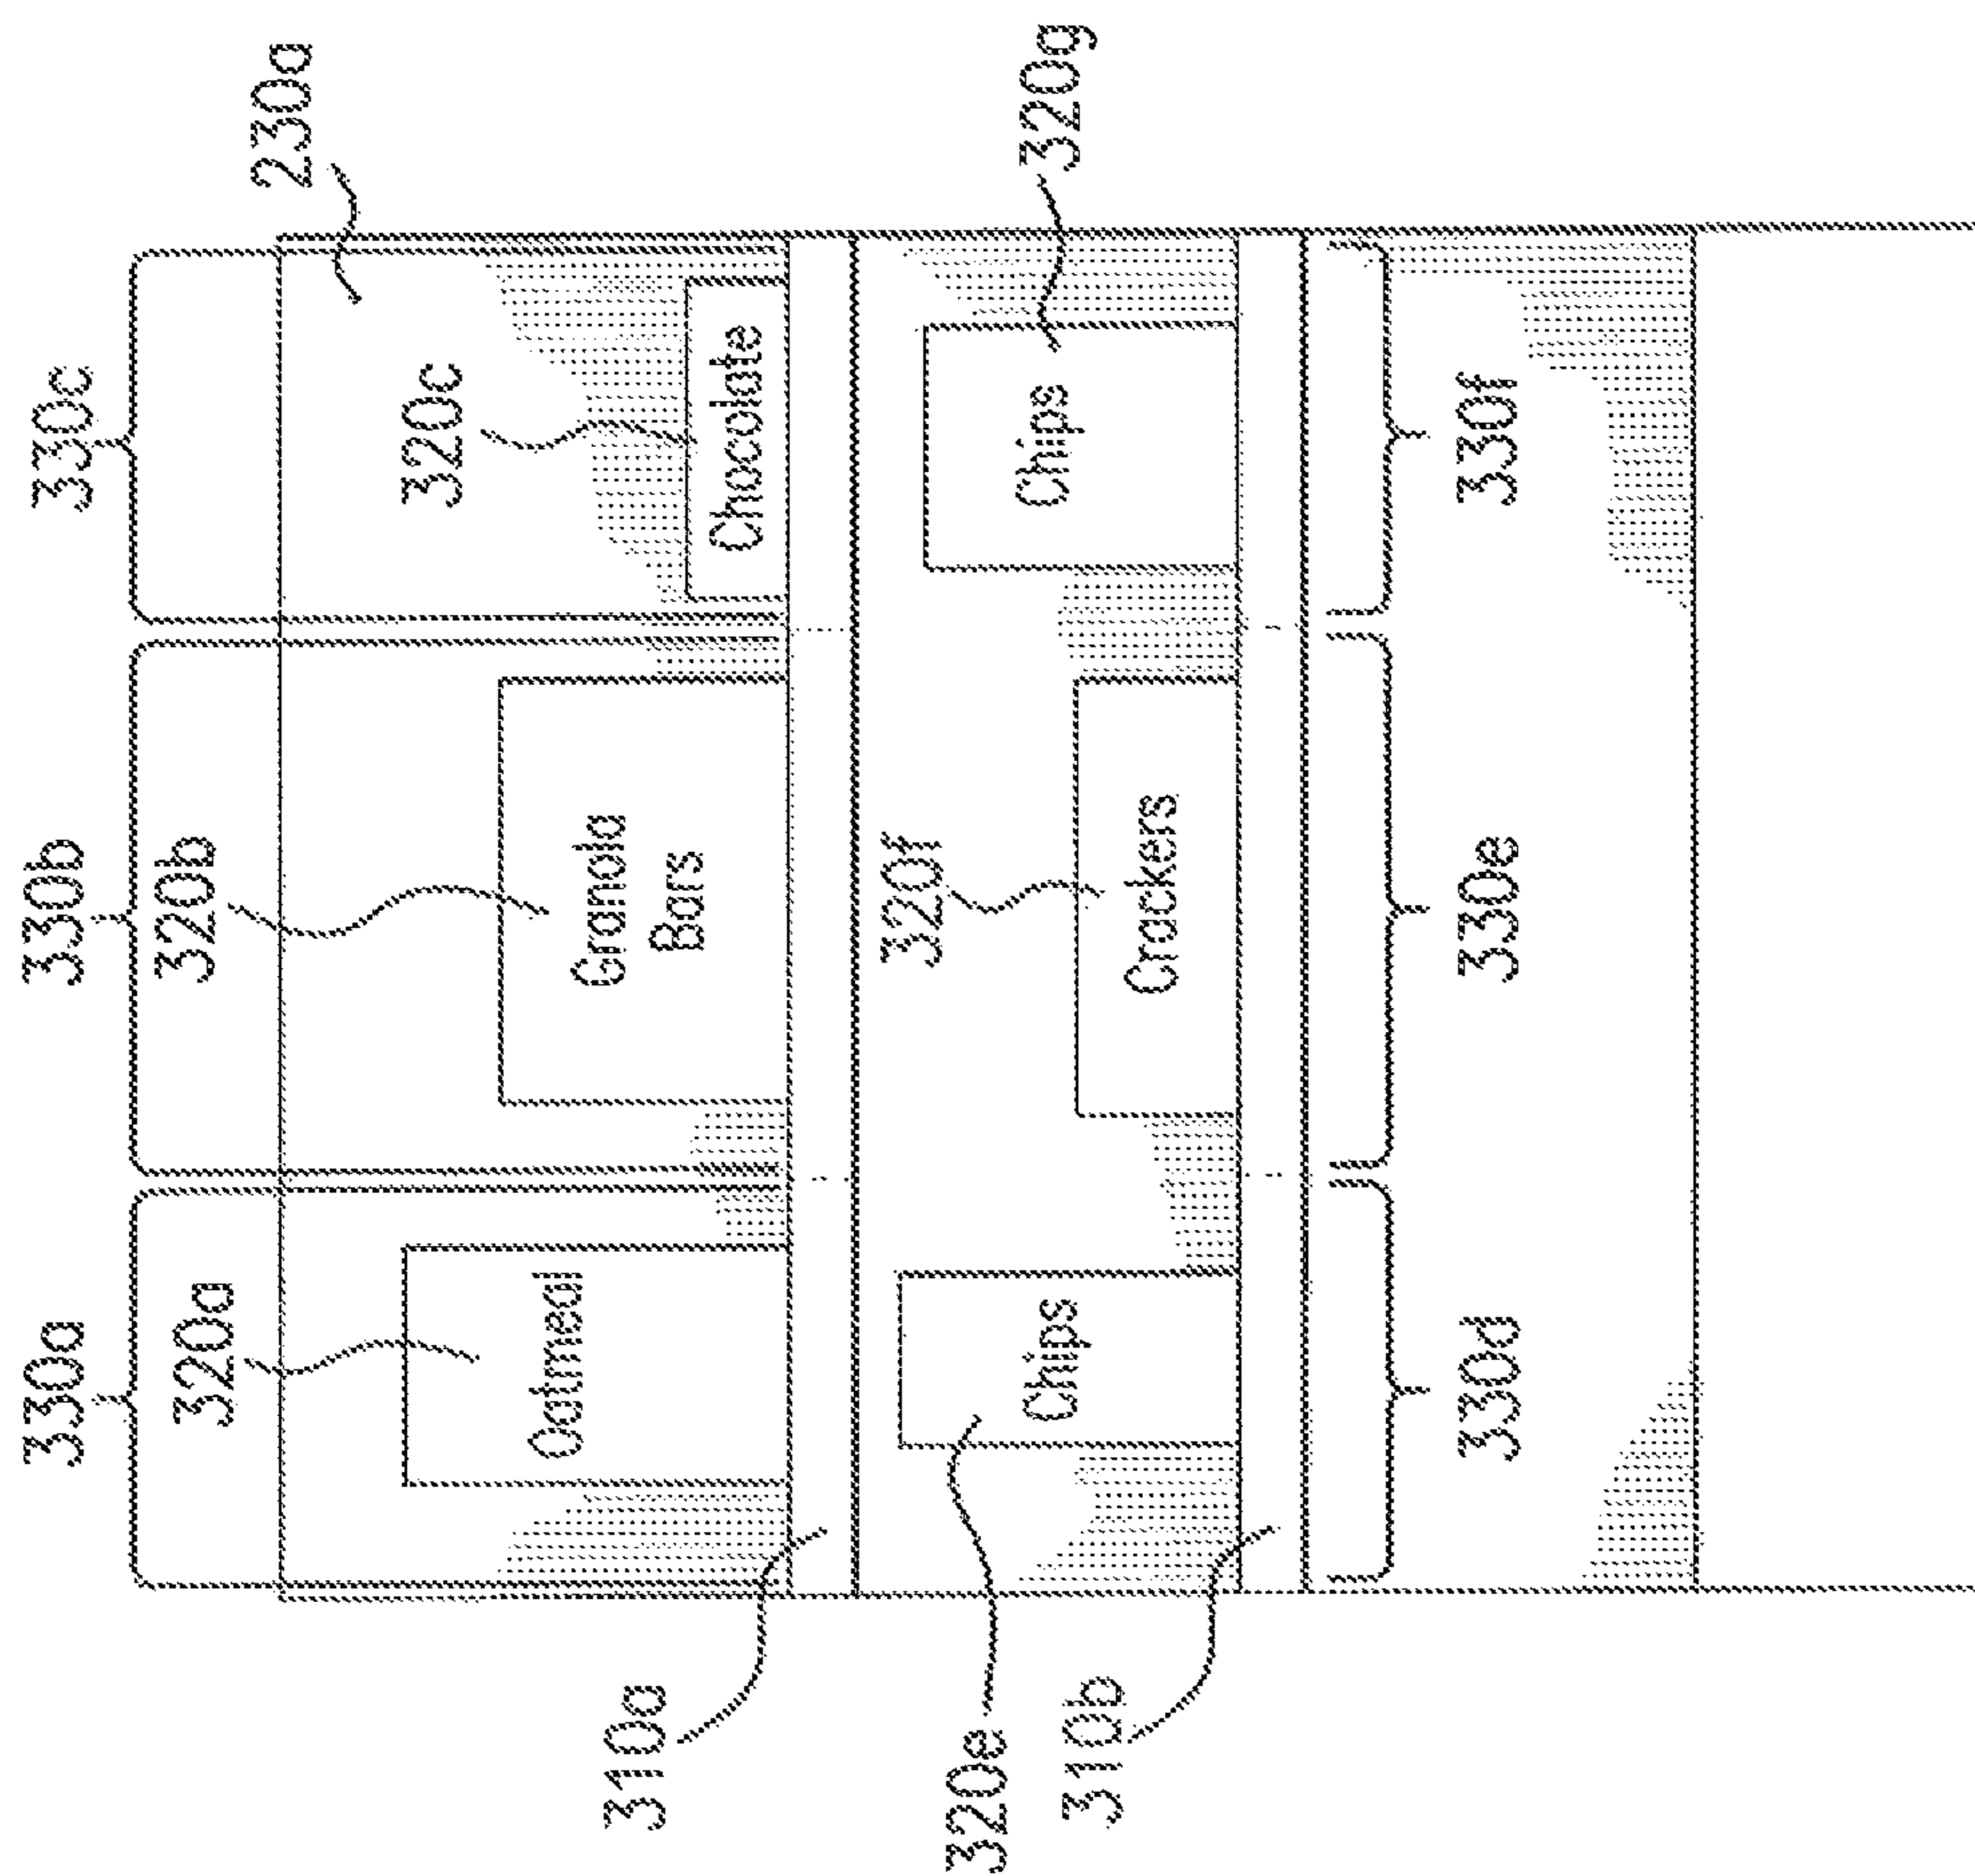 330a
330b
330c
320a
320b
230a
320c
Oatmeal
Granola
Bars
Chocolate
310a
320f
320e
Chips
Chips
320g
310b
Crackers
330d
330e
330f